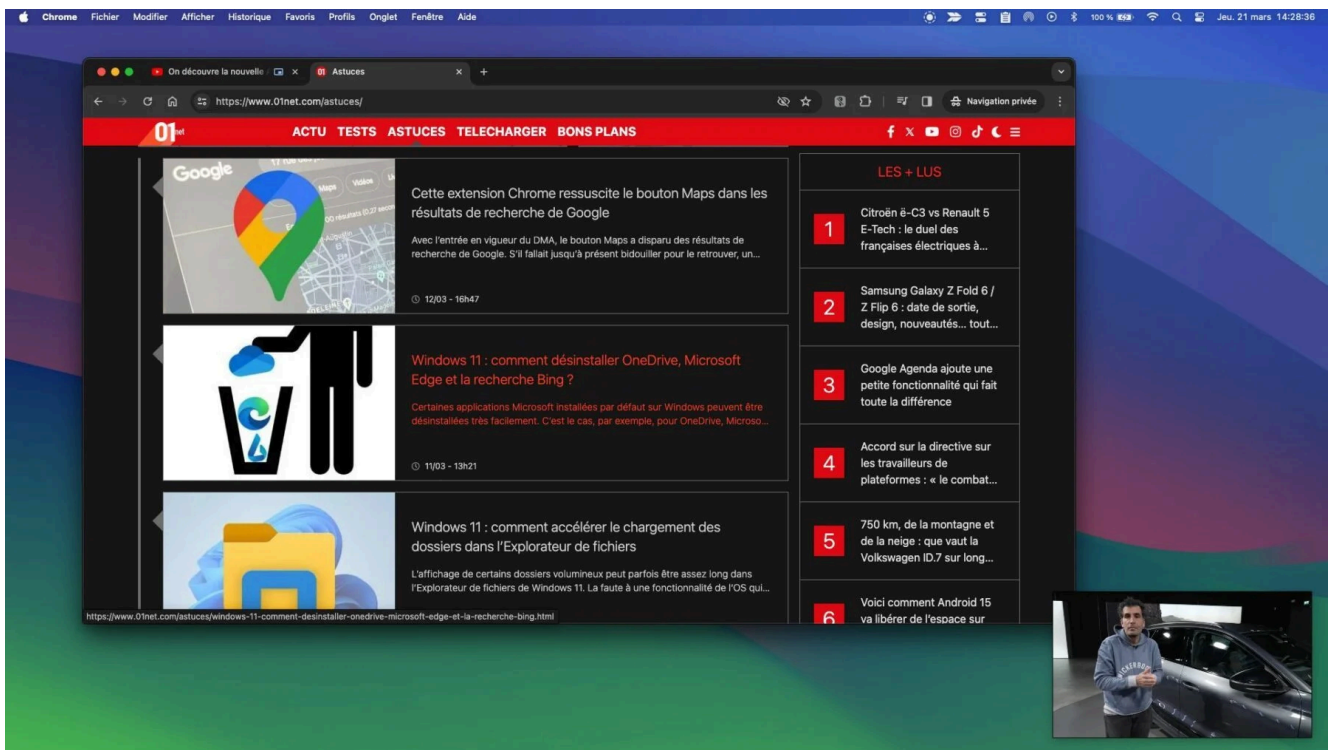 Chrome Fichier Modifier Afficher Historique Favoris Profils Onglet Fenêtre Aide
100 % Jeu. 21 mars 14:28:36
On découvre la nouvelle
01 Astuces
https://www.01net.com/astuces/
Navigation privée
01net
ACTU TESTS ASTUCES TELECHARGER BONS PLANS
Google
Maps Vidéos
Cette extension Chrome ressuscite le bouton Maps dans les
résultats de recherche de Google
Avec l'entrée en vigueur du DMA, le bouton Maps a disparu des résultats de
recherche de Google. S'il fallait jusqu'à présent bidouiller pour le retrouver, un...
12/03 - 16h47
Windows 11 : comment désinstaller OneDrive, Microsoft
Edge et la recherche Bing ?
Certaines applications Microsoft installées par défaut sur Windows peuvent être
désinstallées très facilement. C'est le cas, par exemple, pour OneDrive, Microso...
11/03 - 13h21
Windows 11 : comment accélérer le chargement des
dossiers dans l'Explorateur de fichiers
L'affichage de certains dossiers volumineux peut parfois être assez long dans
l'Explorateur de fichiers de Windows 11. La faute à une fonctionnalité de l'OS qui...
https://www.01net.com/astuces/windows-11-comment-desinstaller-onedrive-microsoft-edge-et-la-recherche-bing.html
LES + LUS
1
Citroën ë-C3 vs Renault 5
E-Tech : le duel des
françaises électriques à...
2
Samsung Galaxy Z Fold 6 /
Z Flip 6 : date de sortie,
design, nouveautés... tout...
3
Google Agenda ajoute une
petite fonctionnalité qui fait
toute la différence
4
Accord sur la directive sur
les travailleurs de
plateformes : « le combat...
5
750 km, de la montagne et
de la neige : que vaut la
Volkswagen ID.7 sur long...
6
Voici comment Android 15
va libérer de l'espace sur